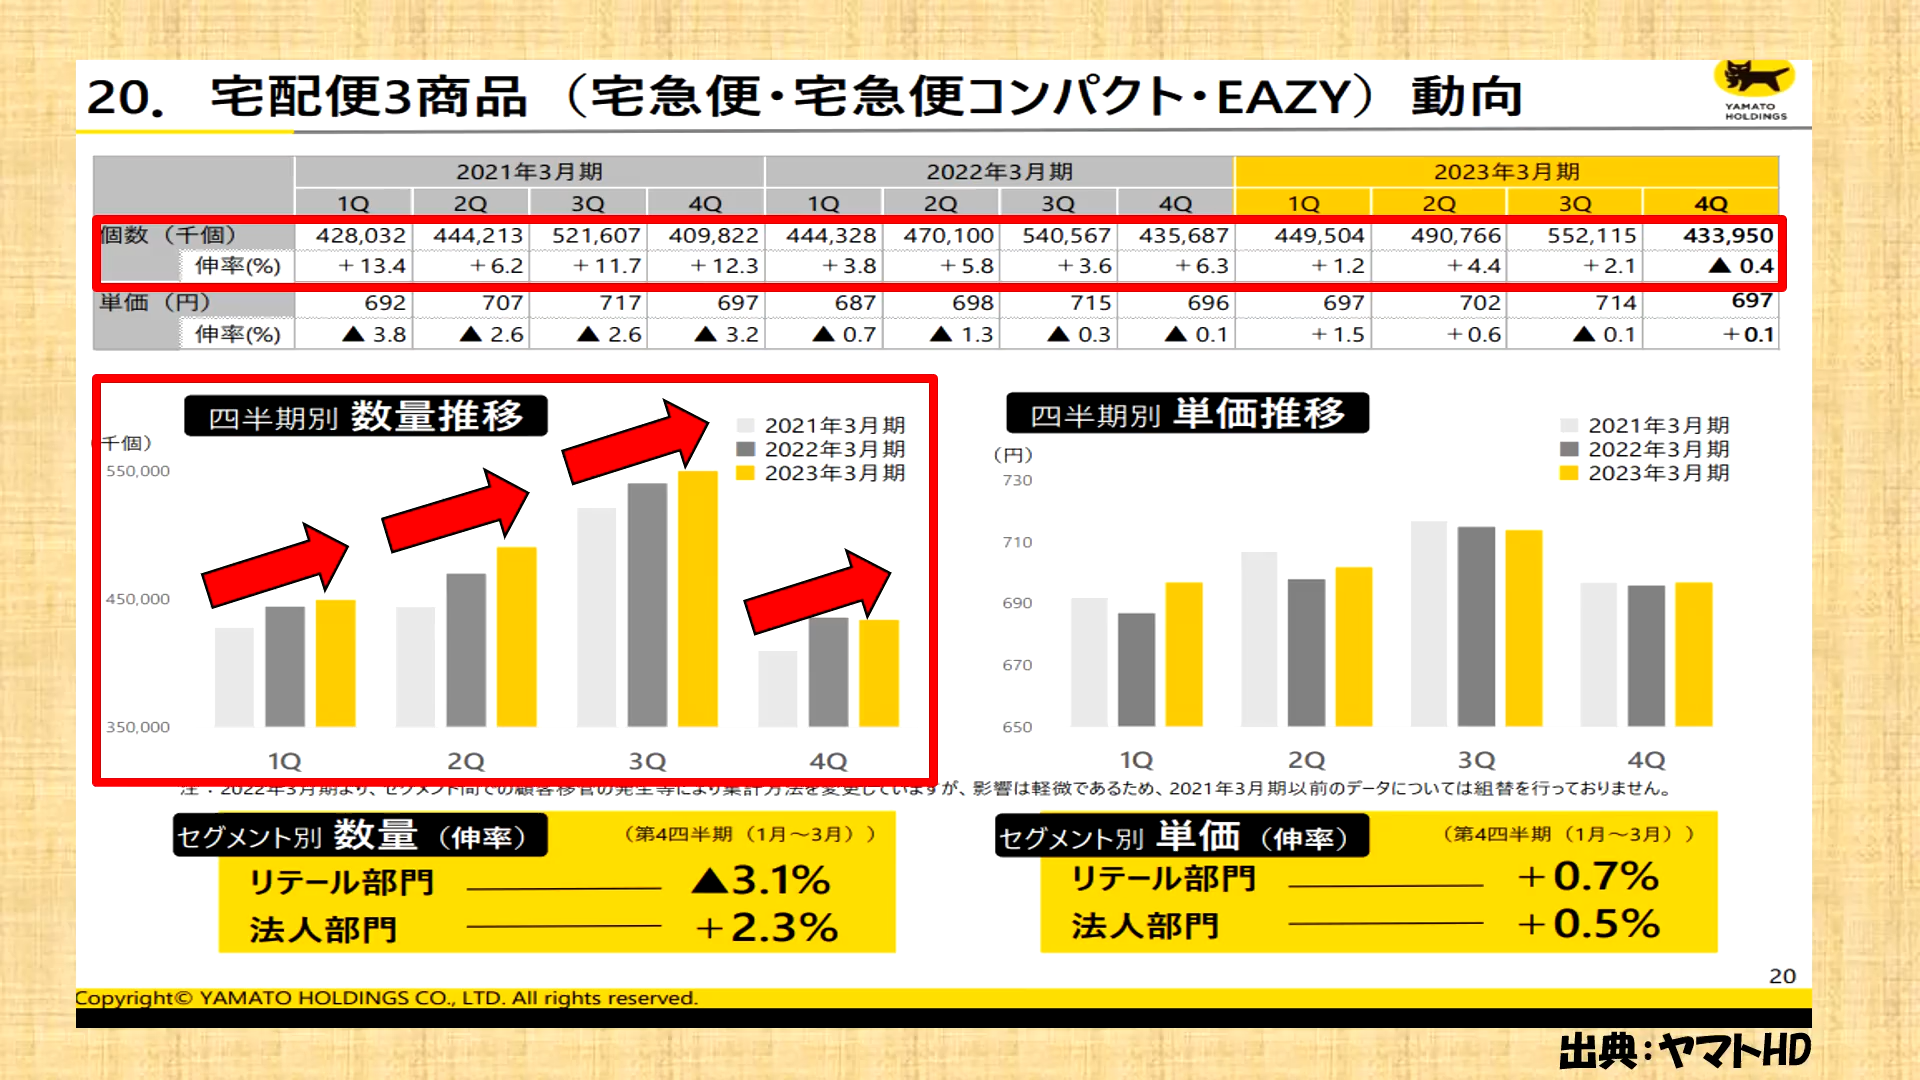 20. 宅配便3商品（宅急便・宅急便コンパクト・EAZY）動向
YAMATO
HOLDINGS
2021年3月期 2022年3月期 2023年3月期
1Q 2Q 3Q 4Q 1Q 2Q 3Q 4Q 1Q 2Q 3Q 4Q
個数（千個） 428,032 444,213 521,607 409,822 444,328 470,100 540,567 435,687 449,504 490,766 552,115 433,950
伸率(%) +13.4 +6.2 +11.7 +12.3 +3.8 +5.8 +3.6 +6.3 +1.2 +4.4 +2.1 ▲0.4
単価（円） 692 707 717 697 687 698 715 696 697 702 714 697
伸率(%) ▲3.8 ▲2.6 ▲2.6 ▲3.2 ▲0.7 ▲1.3 ▲0.3 ▲0.1 +1.5 +0.6 ▲0.1 +0.1
四半期別 数量推移
2021年3月期
2022年3月期
2023年3月期
千個）
550,000
450,000
350,000
1Q 2Q 3Q 4Q
四半期別 単価推移
2021年3月期
2022年3月期
2023年3月期
（円）
730
710
690
670
650
1Q 2Q 3Q 4Q
注：2022年3月期より、セグメント間での顧客移管の発生等により集計方法を変更していますが、影響は軽微であるため、2021年3月期以前のデータについては組替を行っておりません。
セグメント別 数量（伸率） （第4四半期（1月～3月））
リテール部門 ▲3.1%
法人部門 +2.3%
セグメント別 単価（伸率） （第4四半期（1月～3月））
リテール部門 +0.7%
法人部門 +0.5%
20
Copyright© YAMATO HOLDINGS CO., LTD. All rights reserved.
出典：ヤマトHD